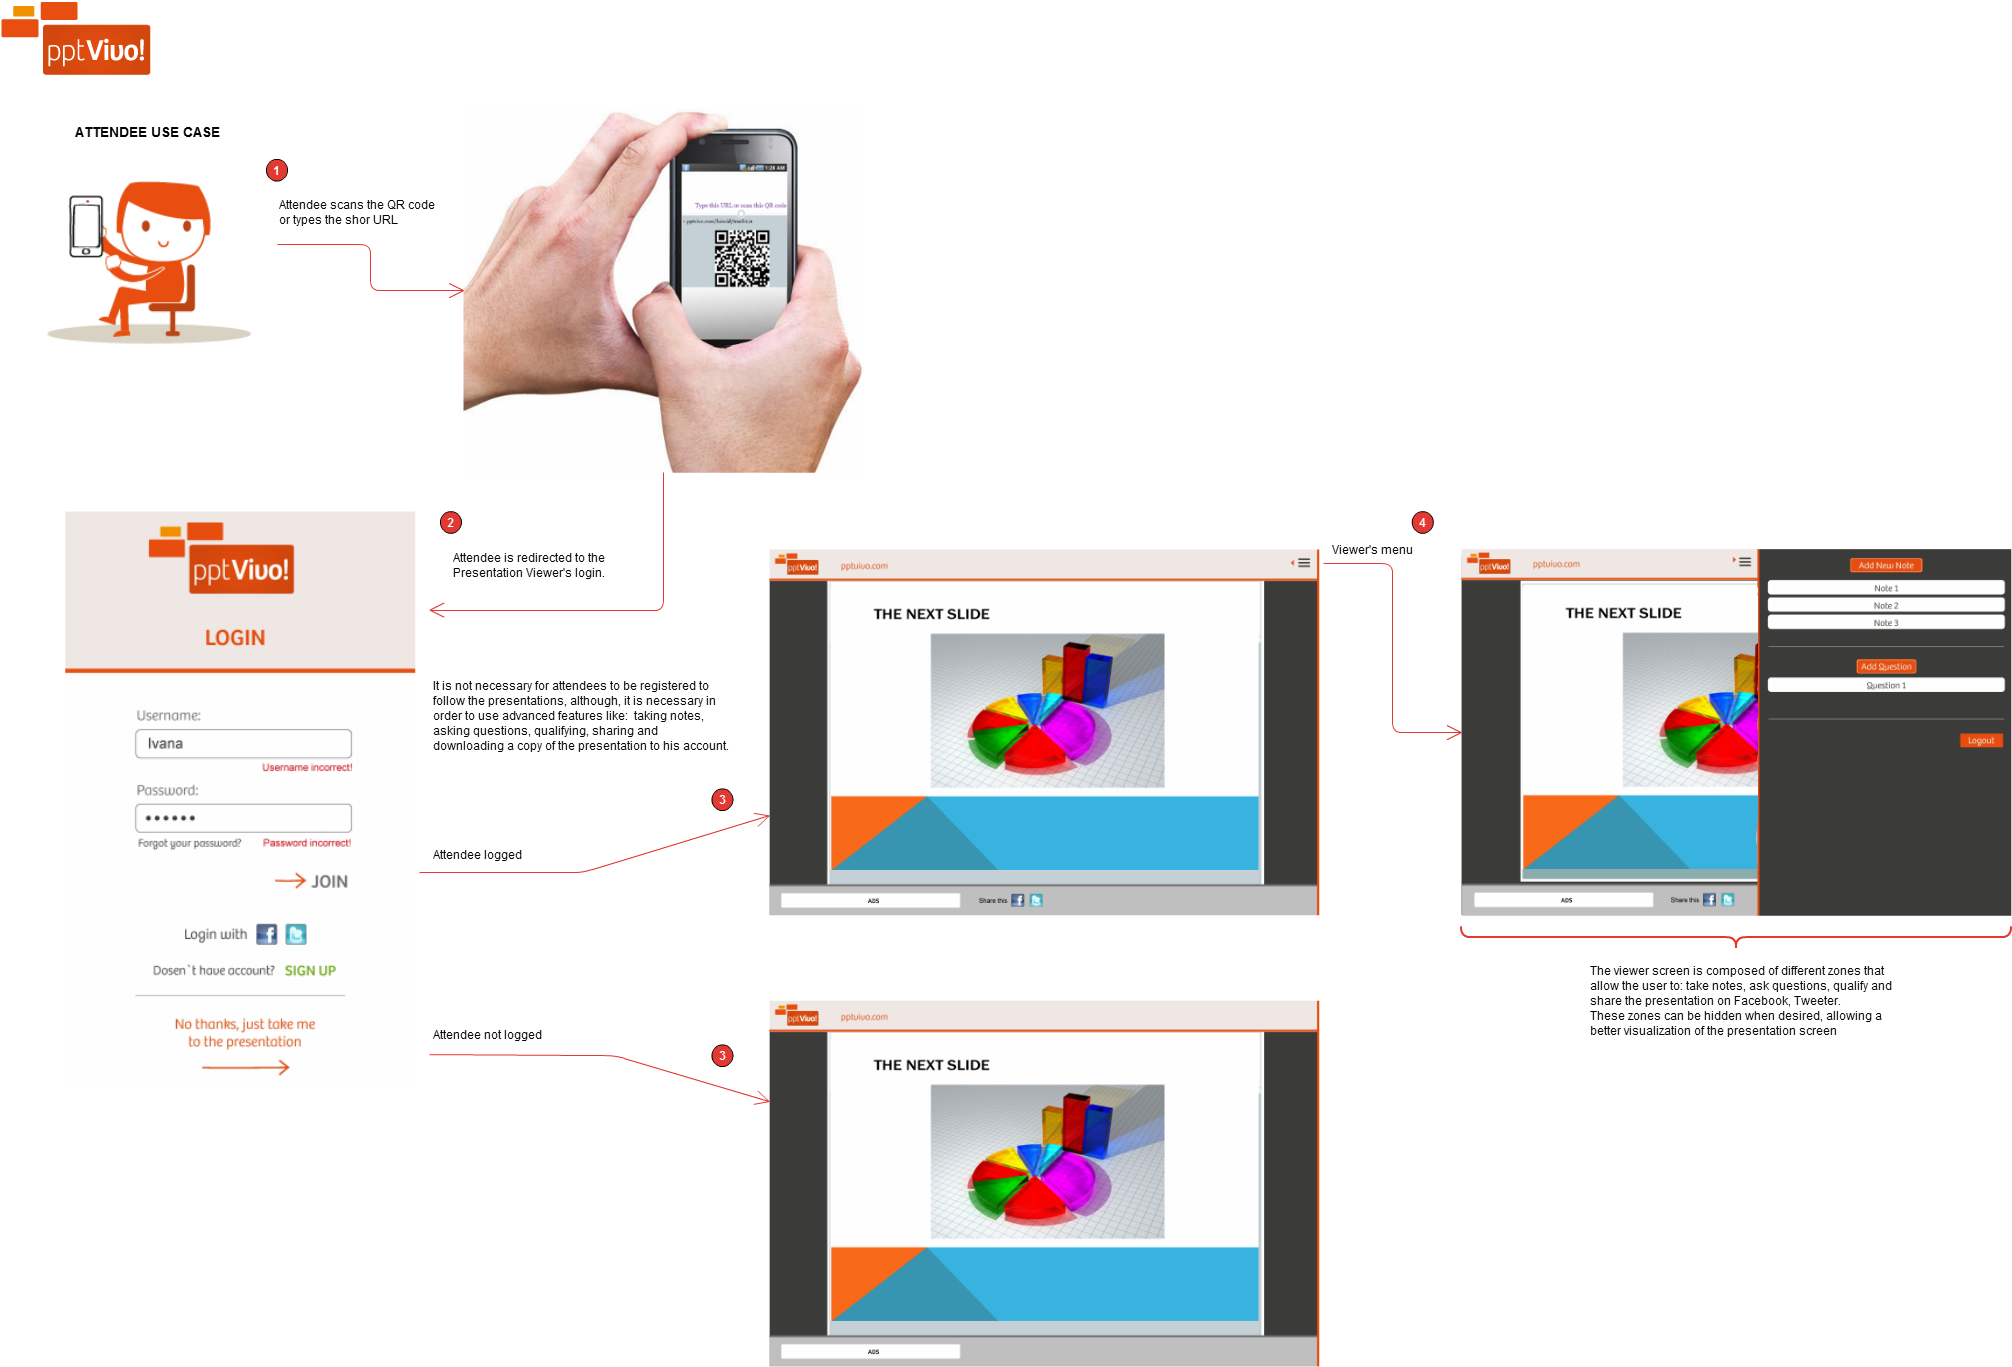 pptVivo!
ATTENDEE USE CASE
1
Attendee scans the QR code
or types the shor URL
1:28 AM
Type this URL or scan this QR code
2
Attendee is redirected to the
Presentation Viewer's login.
pptVivo!
LOGIN
Username:
Ivana
Username incorrect!
Password:
Forgot your password?
Password incorrect!
JOIN
Login with
Dosen`t have account? SIGN UP
No thanks, just take me
to the presentation
It is not necessary for attendees to be registered to
follow the presentations, although, it is necessary in
order to use advanced features like:  taking notes,
asking questions, qualifying, sharing and
downloading a copy of the presentation to his account.
3
Attendee logged
Attendee not logged
3
pptVivo!
pptvivo.com
THE NEXT SLIDE
ADS
Share this
pptVivo!
pptvivo.com
THE NEXT SLIDE
ADS
4
Viewer's menu
pptVivo!
pptvivo.com
THE NEXT SLIDE
ADS
Share this
Add New Note
Note 1
Note 2
Note 3
Add Question
Question 1
Logout
The viewer screen is composed of different zones that
allow the user to: take notes, ask questions, qualify and
share the presentation on Facebook, Tweeter.
These zones can be hidden when desired, allowing a
better visualization of the presentation screen